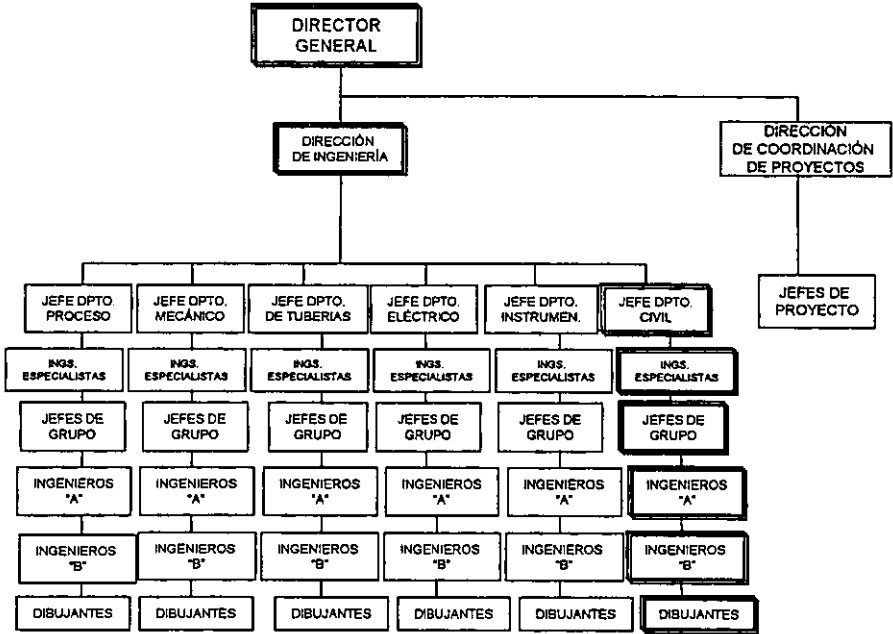 DIRECTOR
GENERAL
DIRECCIÓN
DE INGENIERÍA
DIRECCIÓN
DE COORDINACIÓN
DE PROYECTOS
JEFE DPTO.
PROCESO
JEFE DPTO.
MECÁNICO
JEFE DPTO.
DE TUBERIAS
JEFE DPTO.
ELÉCTRICO
JEFE DPTO.
INSTRUMEN.
JEFE DPTO.
CIVIL
JEFES DE
PROYECTO
INGS.
ESPECIALISTAS
INGS.
ESPECIALISTAS
INGS.
ESPECIALISTAS
INGS.
ESPECIALISTAS
INGS.
ESPECIALISTAS
INGS.
ESPECIALISTAS
JEFES DE
GRUPO
JEFES DE
GRUPO
JEFES DE
GRUPO
JEFES DE
GRUPO
JEFES DE
GRUPO
JEFES DE
GRUPO
INGENIEROS
"A"
INGENIEROS
"A"
INGENIEROS
"A"
INGENIEROS
"A"
INGENIEROS
"A"
INGENIEROS
"A"
INGENIEROS
"B"
INGENIEROS
"B"
INGENIEROS
"B"
INGENIEROS
"B"
INGENIEROS
"B"
INGENIEROS
"B"
DIBUJANTES
DIBUJANTES
DIBUJANTES
DIBUJANTES
DIBUJANTES
DIBUJANTES